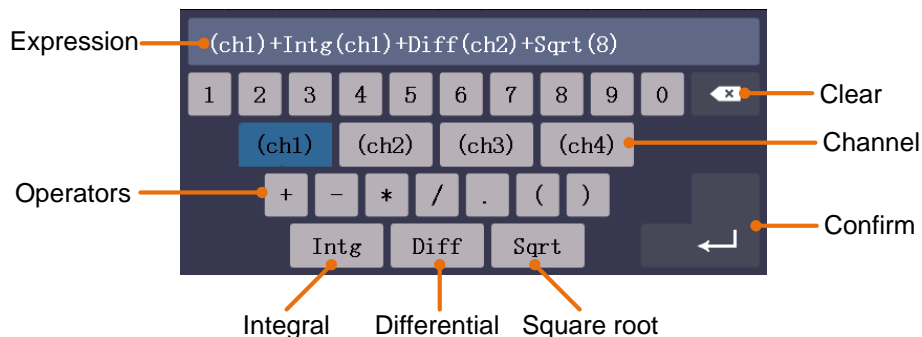 Expression (ch1)+Intg(ch1)+Diff(ch2)+Sqrt(8)
1 2 3 4 5 6 7 8 9 0 Clear
(ch1) (ch2) (ch3) (ch4) Channel
Operators + - * / . ( )
Confirm
Intg Diff Sqrt
Integral Differential Square root